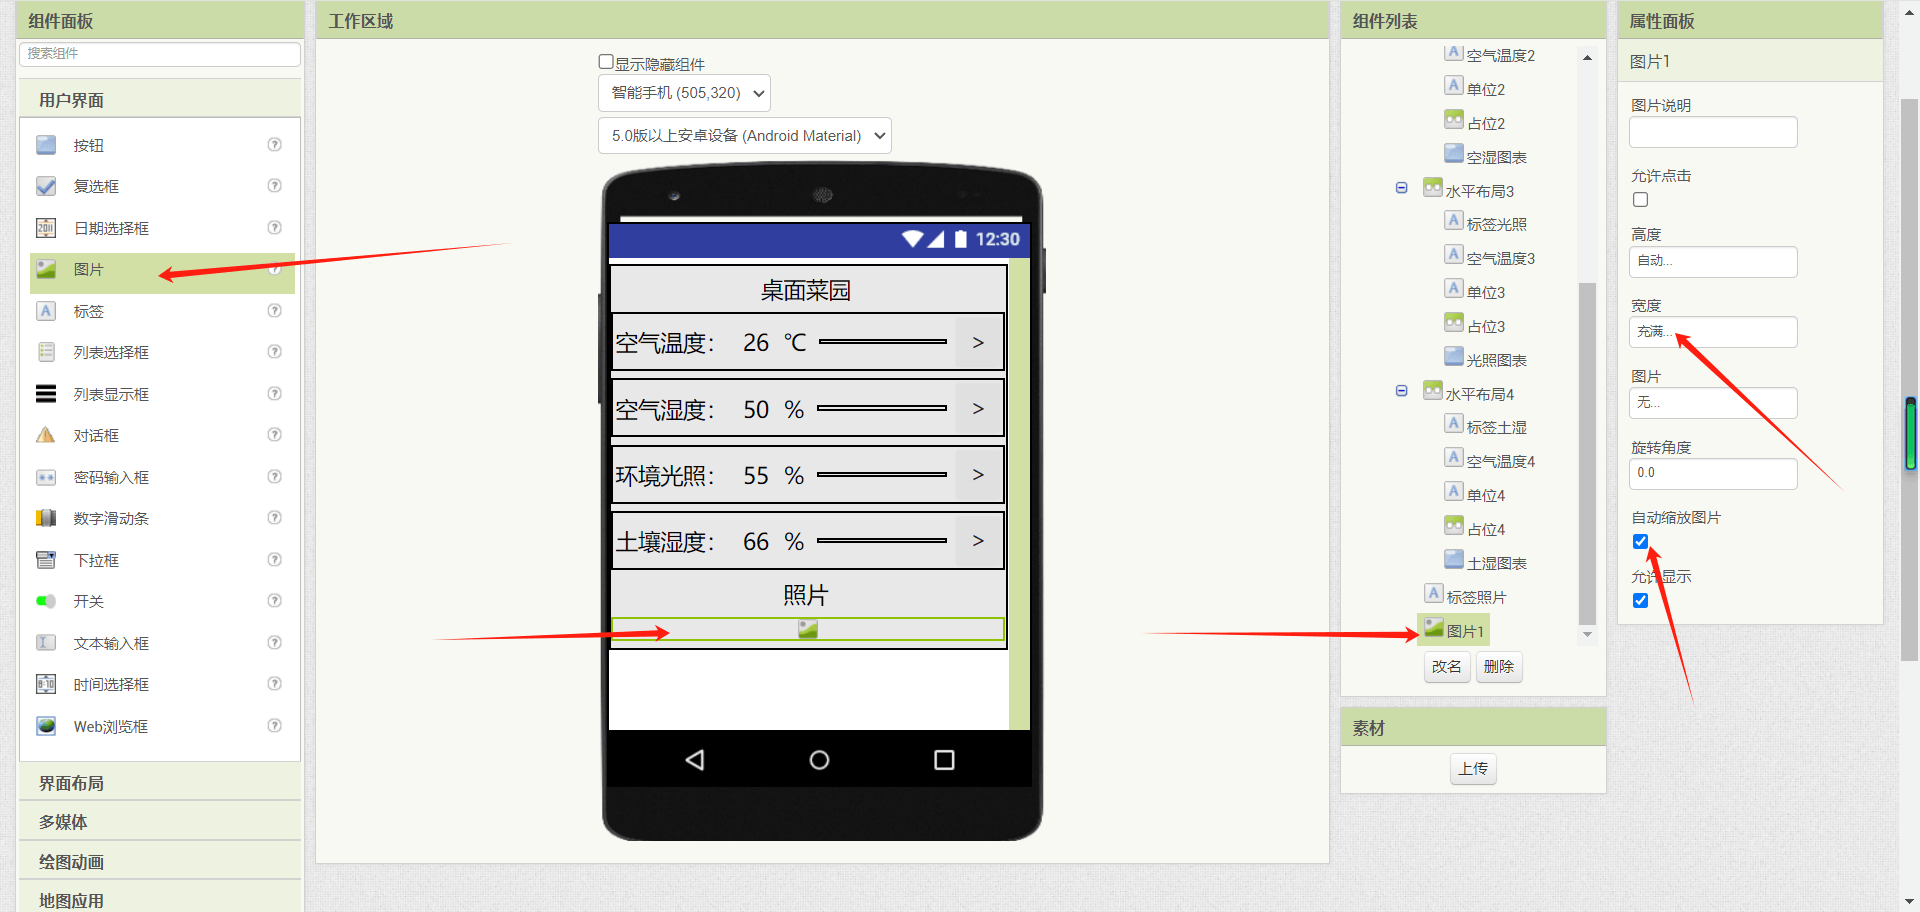 组件面板
搜索组件
用户界面
按钮
复选框
日期选择框
图片
标签
列表选择框
列表显示框
对话框
密码输入框
数字滑动条
下拉框
开关
文本输入框
时间选择框
Web浏览框
界面布局
多媒体
绘图动画
地图应用
工作区域
显示隐藏组件
智能手机 (505,320)
5.0版以上安卓设备 (Android Material)
12:30
桌面菜园
空气温度: 26 ℃ >
空气湿度: 50 % >
环境光照: 55 % >
土壤湿度: 66 % >
照片
组件列表
空气温度2
单位2
占位2
空湿图表
水平布局3
标签光照
空气温度3
单位3
占位3
光照图表
水平布局4
标签土湿
空气温度4
单位4
占位4
土湿图表
标签照片
图片1
改名 删除
素材
上传
属性面板
图片1
图片说明
允许点击
高度
自动...
宽度
充满...
图片
无...
旋转角度
0.0
自动缩放图片
允许显示